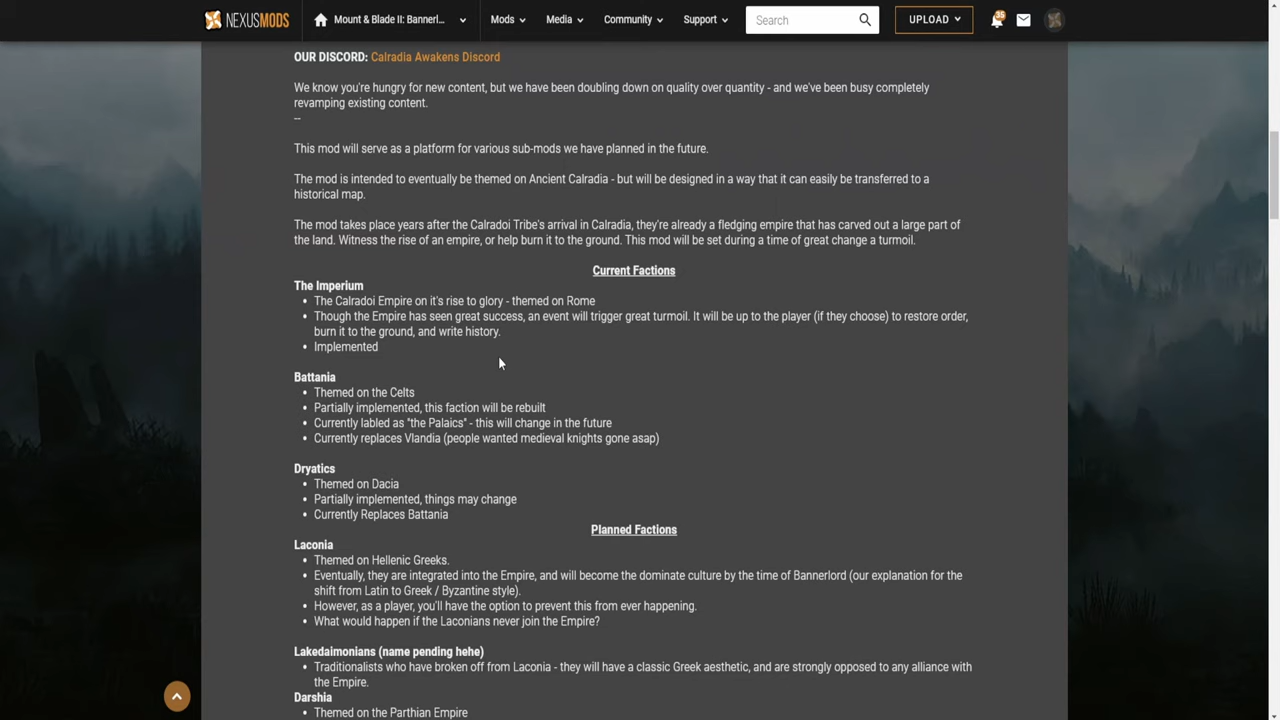 NEXUSMODS
Mount & Blade II: Bannerl...
Mods
Media
Community
Support
Search
UPLOAD
35
OUR DISCORD: Calradia Awakens Discord
We know you're hungry for new content, but we have been doubling down on quality over quantity - and we've been busy completely
revamping existing content.
--
This mod will serve as a platform for various sub-mods we have planned in the future.
The mod is intended to eventually be themed on Ancient Calradia - but will be designed in a way that it can easily be transferred to a
historical map.
The mod takes place years after the Calradoi Tribe's arrival in Calradia, they're already a fledging empire that has carved out a large part of
the land. Witness the rise of an empire, or help burn it to the ground. This mod will be set during a time of great change a turmoil.
Current Factions
The Imperium
• The Calradoi Empire on it's rise to glory - themed on Rome
• Though the Empire has seen great success, an event will trigger great turmoil. It will be up to the player (if they choose) to restore order,
burn it to the ground, and write history.
• Implemented
Battania
• Themed on the Celts
• Partially implemented, this faction will be rebuilt
• Currently labled as "the Palaics" - this will change in the future
• Currently replaces Vlandia (people wanted medieval knights gone asap)
Dryatics
• Themed on Dacia
• Partially implemented, things may change
• Currently Replaces Battania
Planned Factions
Laconia
• Themed on Hellenic Greeks.
• Eventually, they are integrated into the Empire, and will become the dominate culture by the time of Bannerlord (our explanation for the
shift from Latin to Greek / Byzantine style).
• However, as a player, you'll have the option to prevent this from ever happening.
• What would happen if the Laconians never join the Empire?
Lakedaimonians (name pending hehe)
• Traditionalists who have broken off from Laconia - they will have a classic Greek aesthetic, and are strongly opposed to any alliance with
the Empire.
Darshia
• Themed on the Parthian Empire